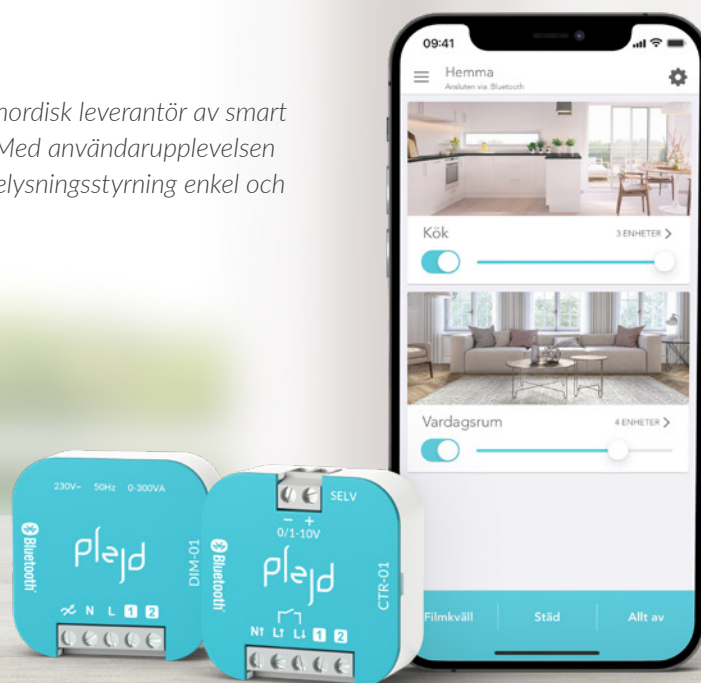 nordisk leverantör av smart
Med användarupplevelsen
elysningsstyrning enkel och
09:41
Hemma
Ansluten via: Bluetooth
Kök
3 ENHETER
Vardagsrum
4 ENHETER
Filmkväll
Städ
Allt av
230V~ 50Hz 0-300VA
Bluetooth
plejd
DIM-01
N L 1 2
SELV
− +
0/1-10V
Bluetooth
plejd
CTR-01
N↑ L↑ L↓ 1 2